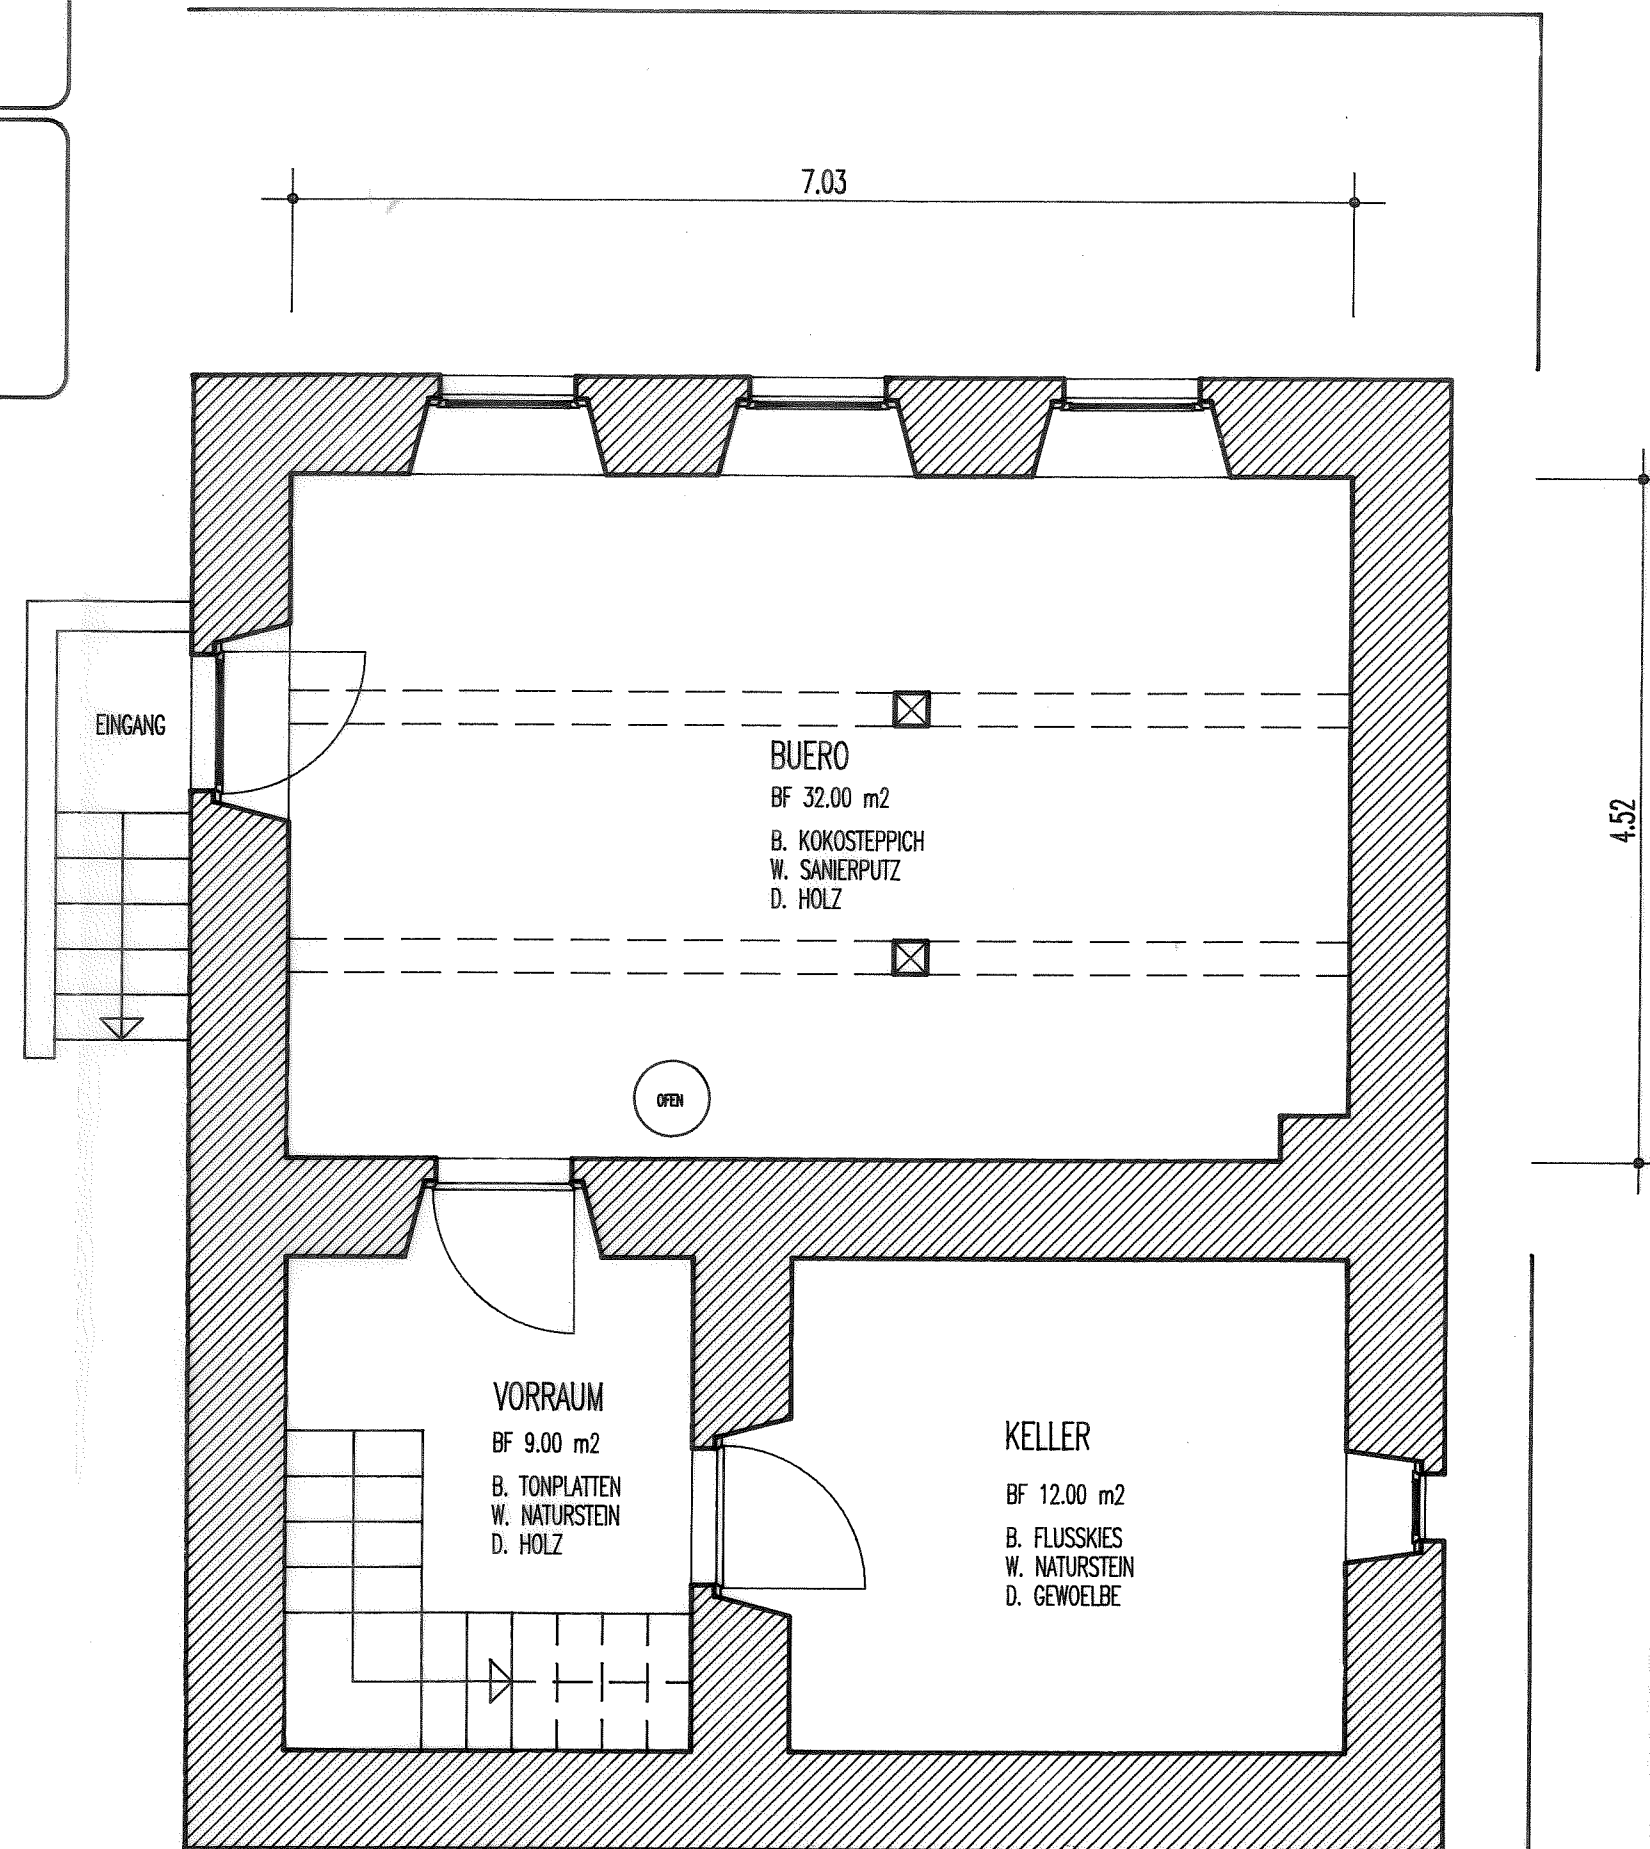 7.03
EINGANG
BUERO
BF 32.00 m2
B. KOKOSTEPPICH
W. SANIERPUTZ
D. HOLZ
4.52
OFEN
VORRAUM
BF 9.00 m2
B. TONPLATTEN
W. NATURSTEIN
D. HOLZ
KELLER
BF 12.00 m2
B. FLUSSKIES
W. NATURSTEIN
D. GEWOELBE